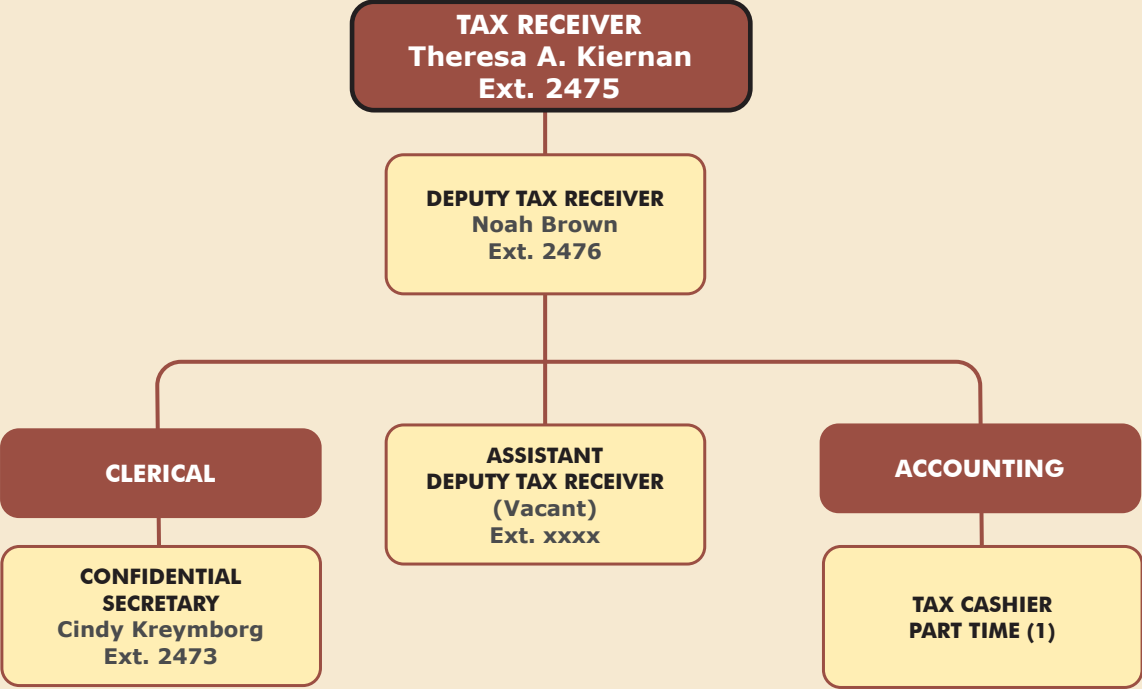 TAX RECEIVER
Theresa A. Kiernan
Ext. 2475
DEPUTY TAX RECEIVER
Noah Brown
Ext. 2476
CLERICAL
ASSISTANT
DEPUTY TAX RECEIVER
(Vacant)
Ext. xxxx
ACCOUNTING
CONFIDENTIAL
SECRETARY
Cindy Kreymborg
Ext. 2473
TAX CASHIER
PART TIME (1)